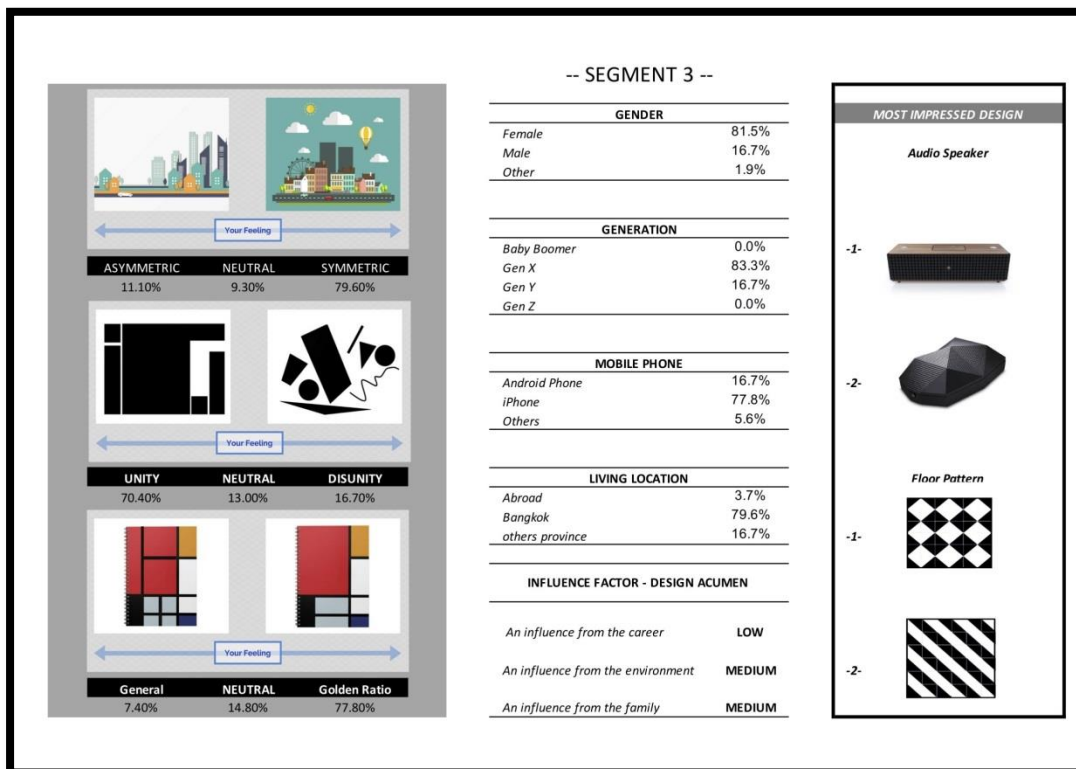 -- SEGMENT 3 --
Your Feeling
ASYMMETRIC NEUTRAL SYMMETRIC
11.10% 9.30% 79.60%
Your Feeling
UNITY NEUTRAL DISUNITY
70.40% 13.00% 16.70%
Your Feeling
General NEUTRAL Golden Ratio
7.40% 14.80% 77.80%
GENDER
Female 81.5%
Male 16.7%
Other 1.9%
GENERATION
Baby Boomer 0.0%
Gen X 83.3%
Gen Y 16.7%
Gen Z 0.0%
MOBILE PHONE
Android Phone 16.7%
iPhone 77.8%
Others 5.6%
LIVING LOCATION
Abroad 3.7%
Bangkok 79.6%
others province 16.7%
INFLUENCE FACTOR - DESIGN ACUMEN
An influence from the career LOW
An influence from the environment MEDIUM
An influence from the family MEDIUM
MOST IMPRESSED DESIGN
Audio Speaker
-1-
-2-
Floor Pattern
-1-
-2-